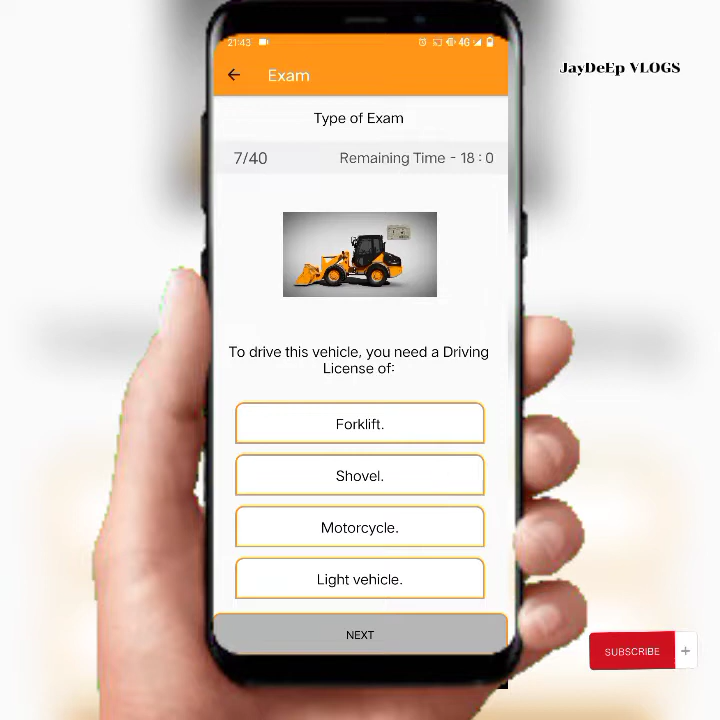 21:43
4G
Exam
JayDeEp VLOGS
Type of Exam
7/40
Remaining Time - 18 : 0
To drive this vehicle, you need a Driving
License of:
Forklift.
Shovel.
Motorcycle.
Light vehicle.
NEXT
SUBSCRIBE +